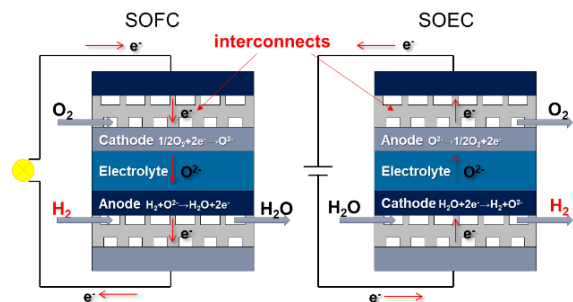 SOFC
SOEC
e⁻
interconnects
e⁻
O₂
e⁻
e⁻
O₂
Cathode 1/2O₂+2e⁻→O²⁻
Anode O²⁻→1/2O₂+2e⁻
Electrolyte O²⁻
Electrolyte O²⁻
Anode H₂+O²⁻→H₂O+2e⁻
Cathode H₂O+2e⁻→H₂+O²⁻
H₂
H₂O
H₂O
H₂
e⁻
e⁻
e⁻
e⁻